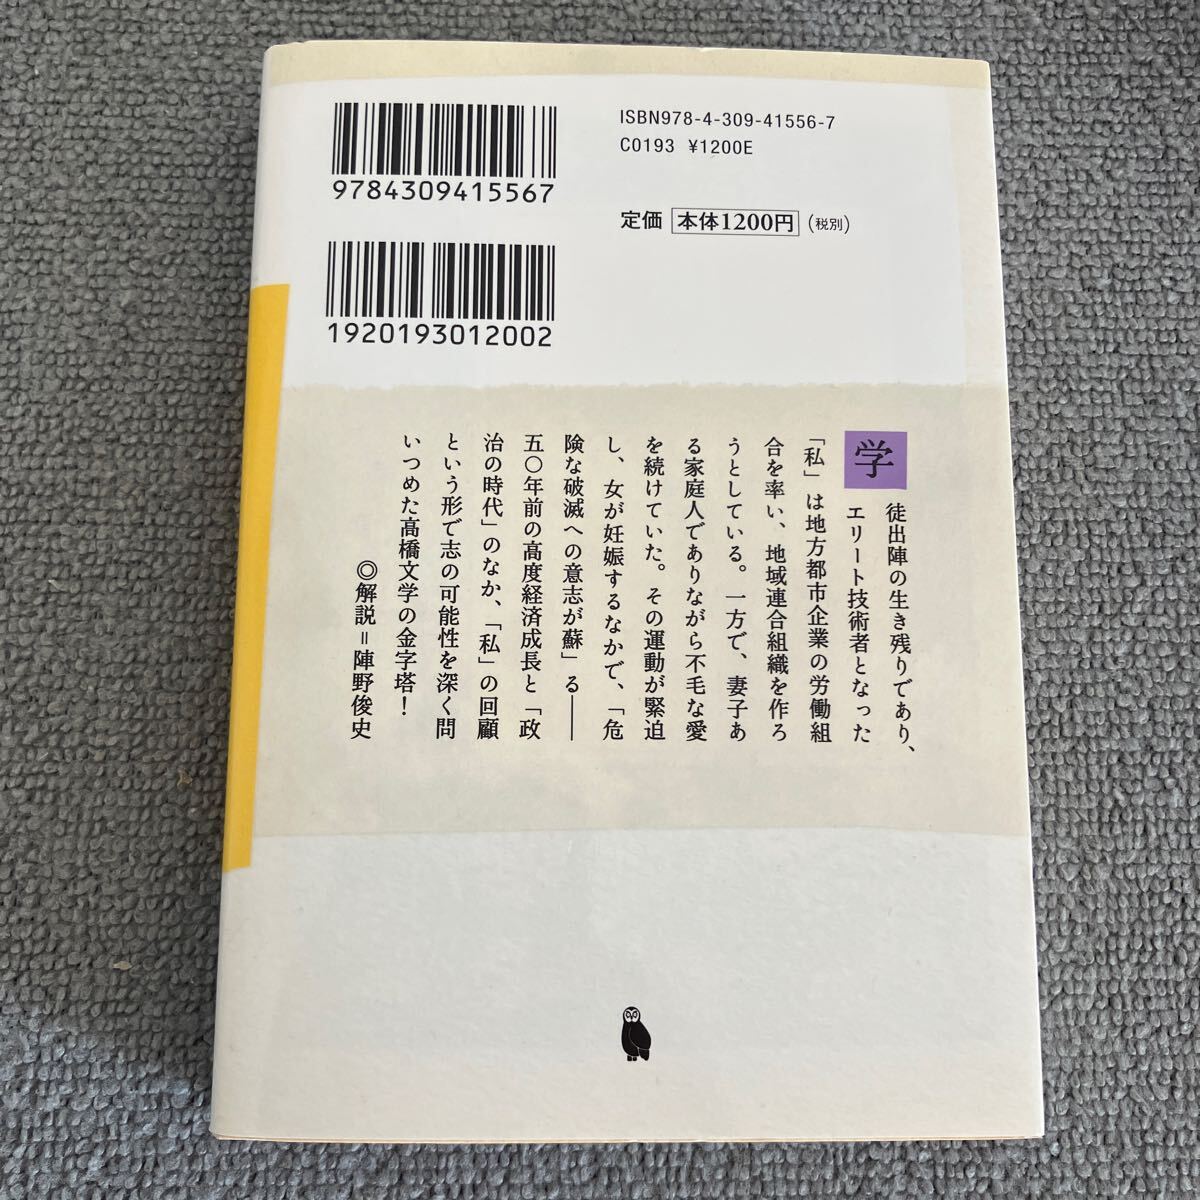 9784309415567
ISBN978-4-309-41556-7
C0193 ¥1200E
定価 本体1200円 (税別)
1920193012002
学徒出陣の生き残りであり、
エリート技術者となった
「私」は地方都市企業の労働組
合を率い、地域連合組織を作ろ
うとしている。一方で、妻子あ
る家庭人でありながら不毛な愛
を続けていた。その運動が緊迫
し、女が妊娠するなかで、「危
険な破滅への意志が蘇」る――
五〇年前の高度経済成長と「政
治の時代」のなか、「私」の回顧
という形で志の可能性を深く問
いつめた高橋文学の金字塔！
◎解説＝陣野俊史